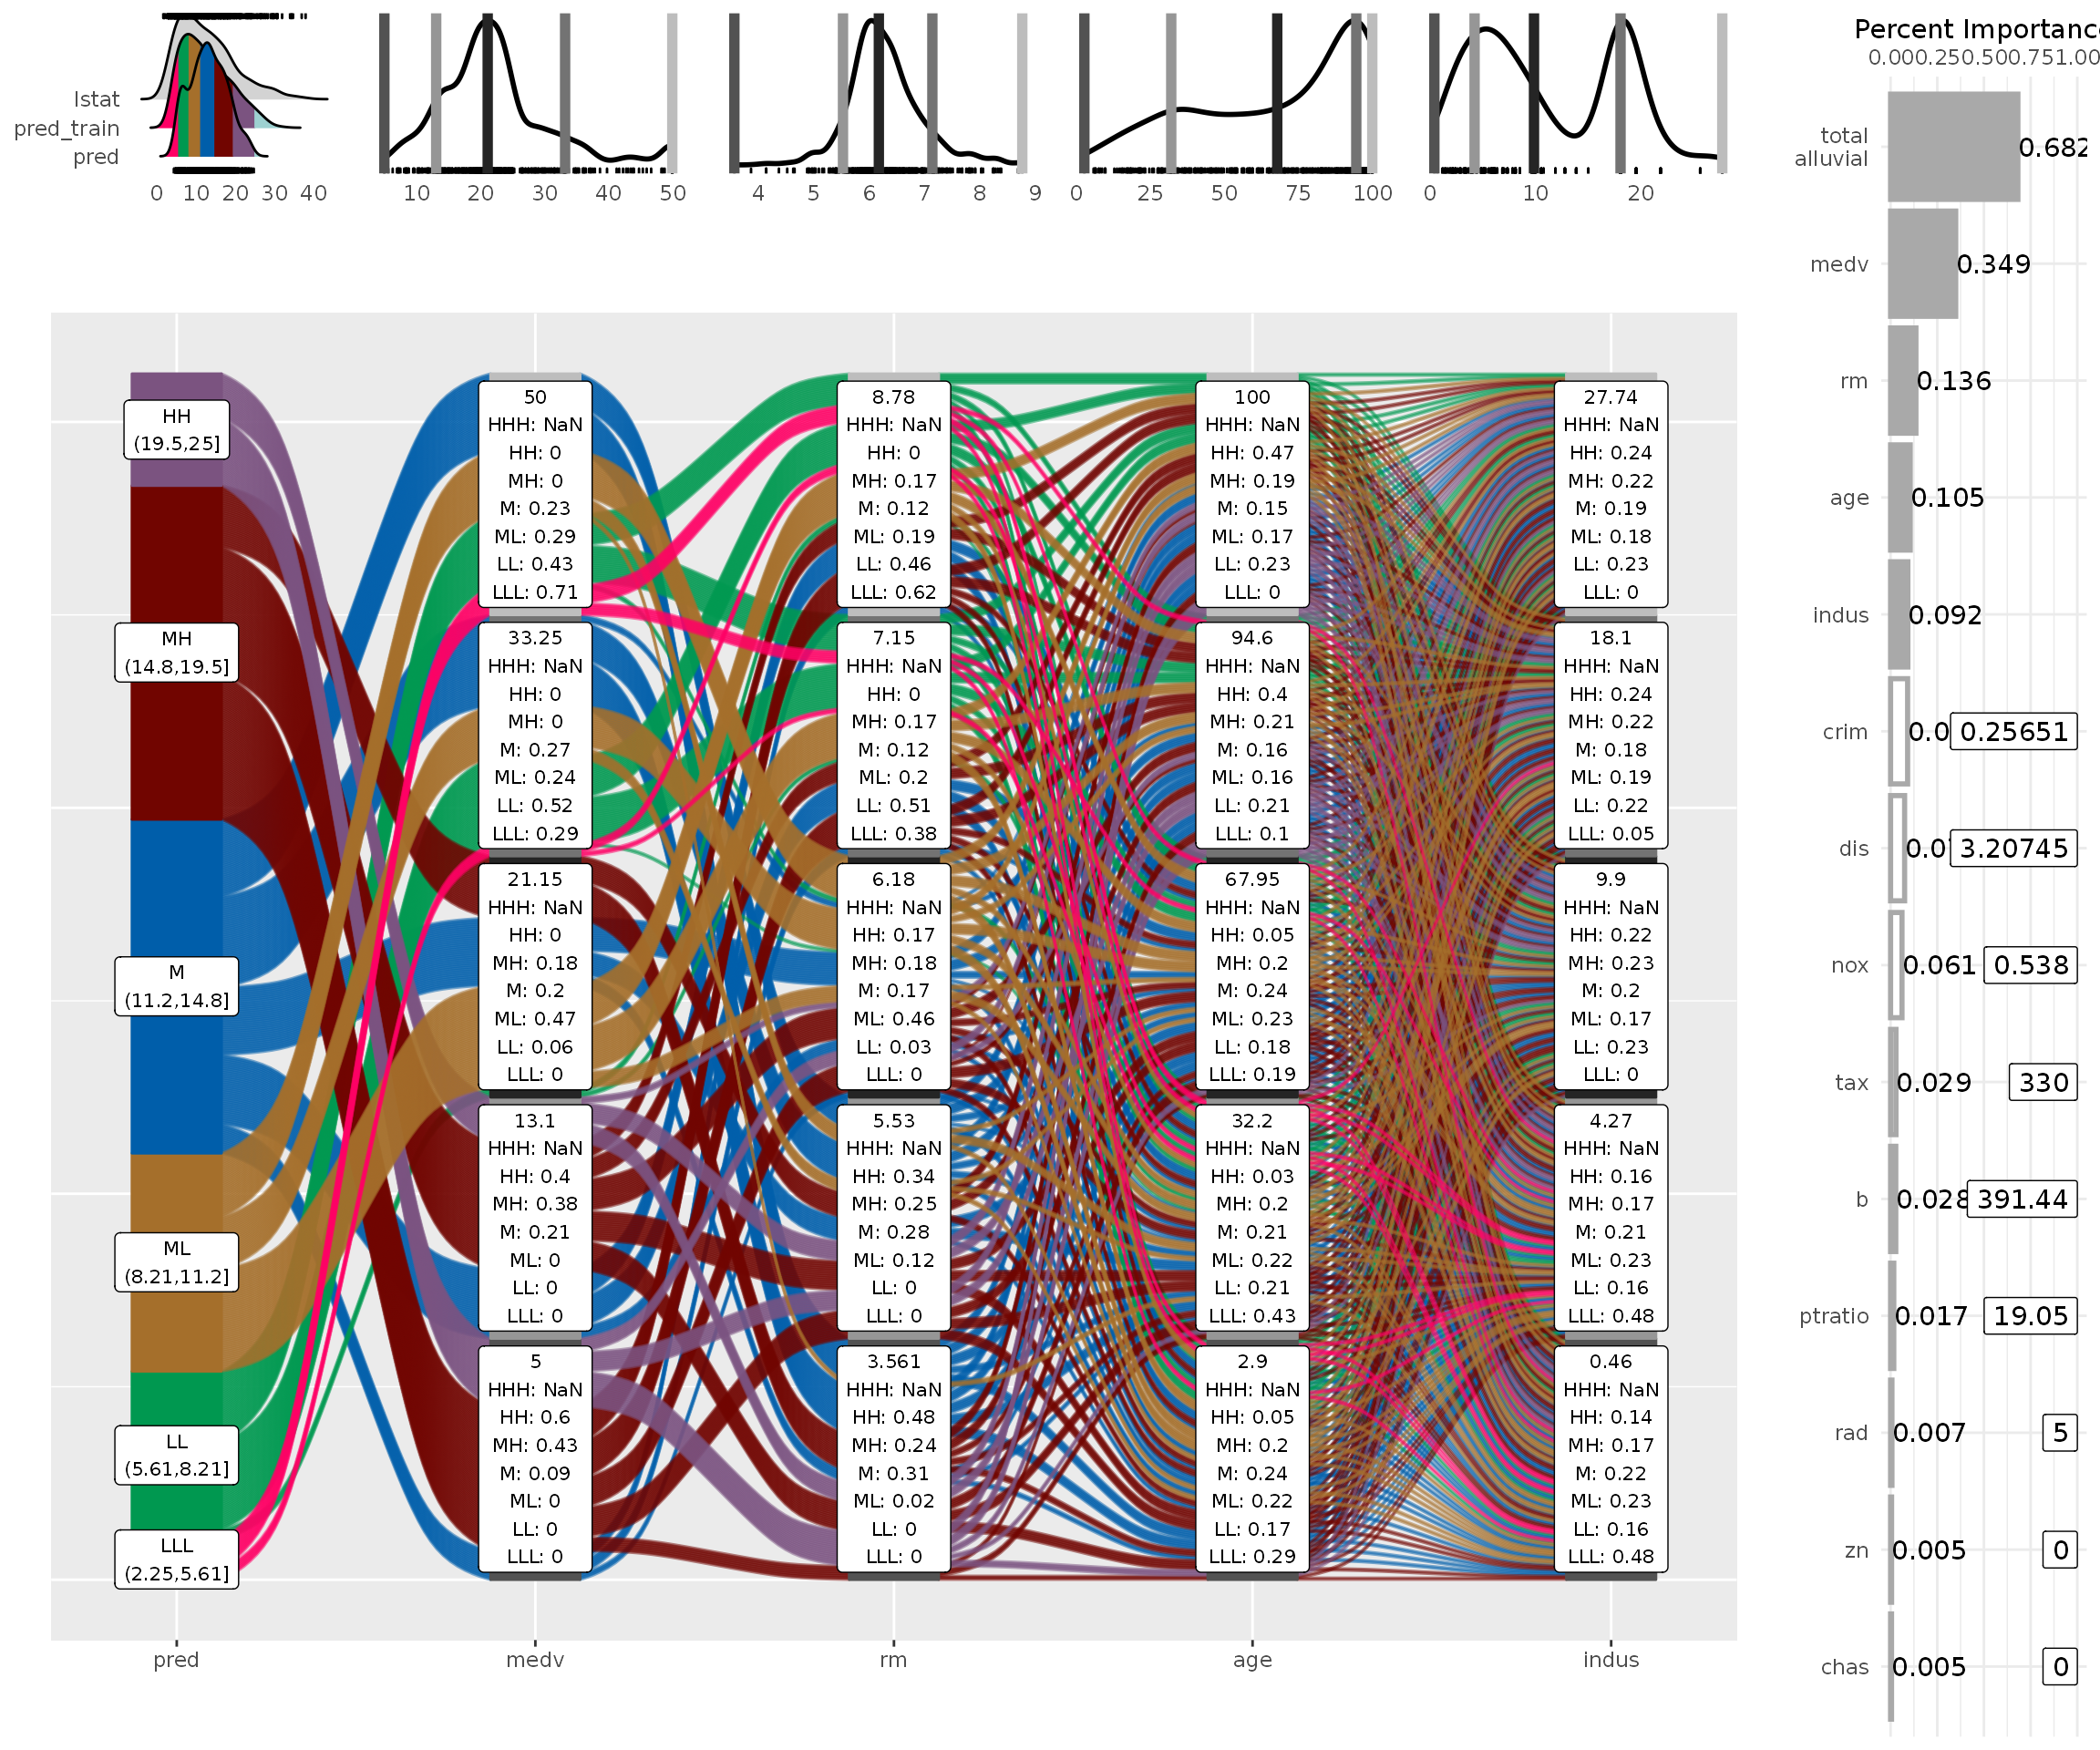 lstat
pred_train
pred
0 10 20 30 40
10 20 30 40 50
4 5 6 7 8 9
0 25 50 75 100
0 10 20
Percent Importance
0.00 0.25 0.50 0.75 1.00
HH
(19.5,25]
MH
(14.8,19.5]
M
(11.2,14.8]
ML
(8.21,11.2]
LL
(5.61,8.21]
LLL
(2.25,5.61]
50
HHH: NaN
HH: 0
MH: 0
M: 0.23
ML: 0.29
LL: 0.43
LLL: 0.71
33.25
HHH: NaN
HH: 0
MH: 0
M: 0.27
ML: 0.24
LL: 0.52
LLL: 0.29
21.15
HHH: NaN
HH: 0
MH: 0.18
M: 0.2
ML: 0.47
LL: 0.06
LLL: 0
13.1
HHH: NaN
HH: 0.4
MH: 0.38
M: 0.21
ML: 0
LL: 0
LLL: 0
5
HHH: NaN
HH: 0.6
MH: 0.43
M: 0.09
ML: 0
LL: 0
LLL: 0
8.78
HHH: NaN
HH: 0
MH: 0.17
M: 0.12
ML: 0.19
LL: 0.46
LLL: 0.62
7.15
HHH: NaN
HH: 0
MH: 0.17
M: 0.12
ML: 0.2
LL: 0.51
LLL: 0.38
6.18
HHH: NaN
HH: 0.17
MH: 0.18
M: 0.17
ML: 0.46
LL: 0.03
LLL: 0
5.53
HHH: NaN
HH: 0.34
MH: 0.25
M: 0.28
ML: 0.12
LL: 0
LLL: 0
3.561
HHH: NaN
HH: 0.48
MH: 0.24
M: 0.31
ML: 0.02
LL: 0
LLL: 0
100
HHH: NaN
HH: 0.47
MH: 0.19
M: 0.15
ML: 0.17
LL: 0.23
LLL: 0
94.6
HHH: NaN
HH: 0.4
MH: 0.21
M: 0.16
ML: 0.16
LL: 0.21
LLL: 0.1
67.95
HHH: NaN
HH: 0.05
MH: 0.2
M: 0.24
ML: 0.23
LL: 0.18
LLL: 0.19
32.2
HHH: NaN
HH: 0.03
MH: 0.2
M: 0.21
ML: 0.22
LL: 0.21
LLL: 0.43
2.9
HHH: NaN
HH: 0.05
MH: 0.2
M: 0.24
ML: 0.22
LL: 0.17
LLL: 0.29
27.74
HHH: NaN
HH: 0.24
MH: 0.22
M: 0.19
ML: 0.18
LL: 0.23
LLL: 0
18.1
HHH: NaN
HH: 0.24
MH: 0.22
M: 0.18
ML: 0.19
LL: 0.22
LLL: 0.05
9.9
HHH: NaN
HH: 0.22
MH: 0.23
M: 0.2
ML: 0.17
LL: 0.23
LLL: 0
4.27
HHH: NaN
HH: 0.16
MH: 0.17
M: 0.21
ML: 0.23
LL: 0.16
LLL: 0.48
0.46
HHH: NaN
HH: 0.14
MH: 0.17
M: 0.22
ML: 0.23
LL: 0.16
LLL: 0.48
pred medv rm age indus
total
alluvial 0.682
medv 0.349
rm 0.136
age 0.105
indus 0.092
crim 0.25651
dis 3.20745
nox 0.061 0.538
tax 0.029 330
b 0.028 391.44
ptratio 0.017 19.05
rad 0.007 5
zn 0.005 0
chas 0.005 0